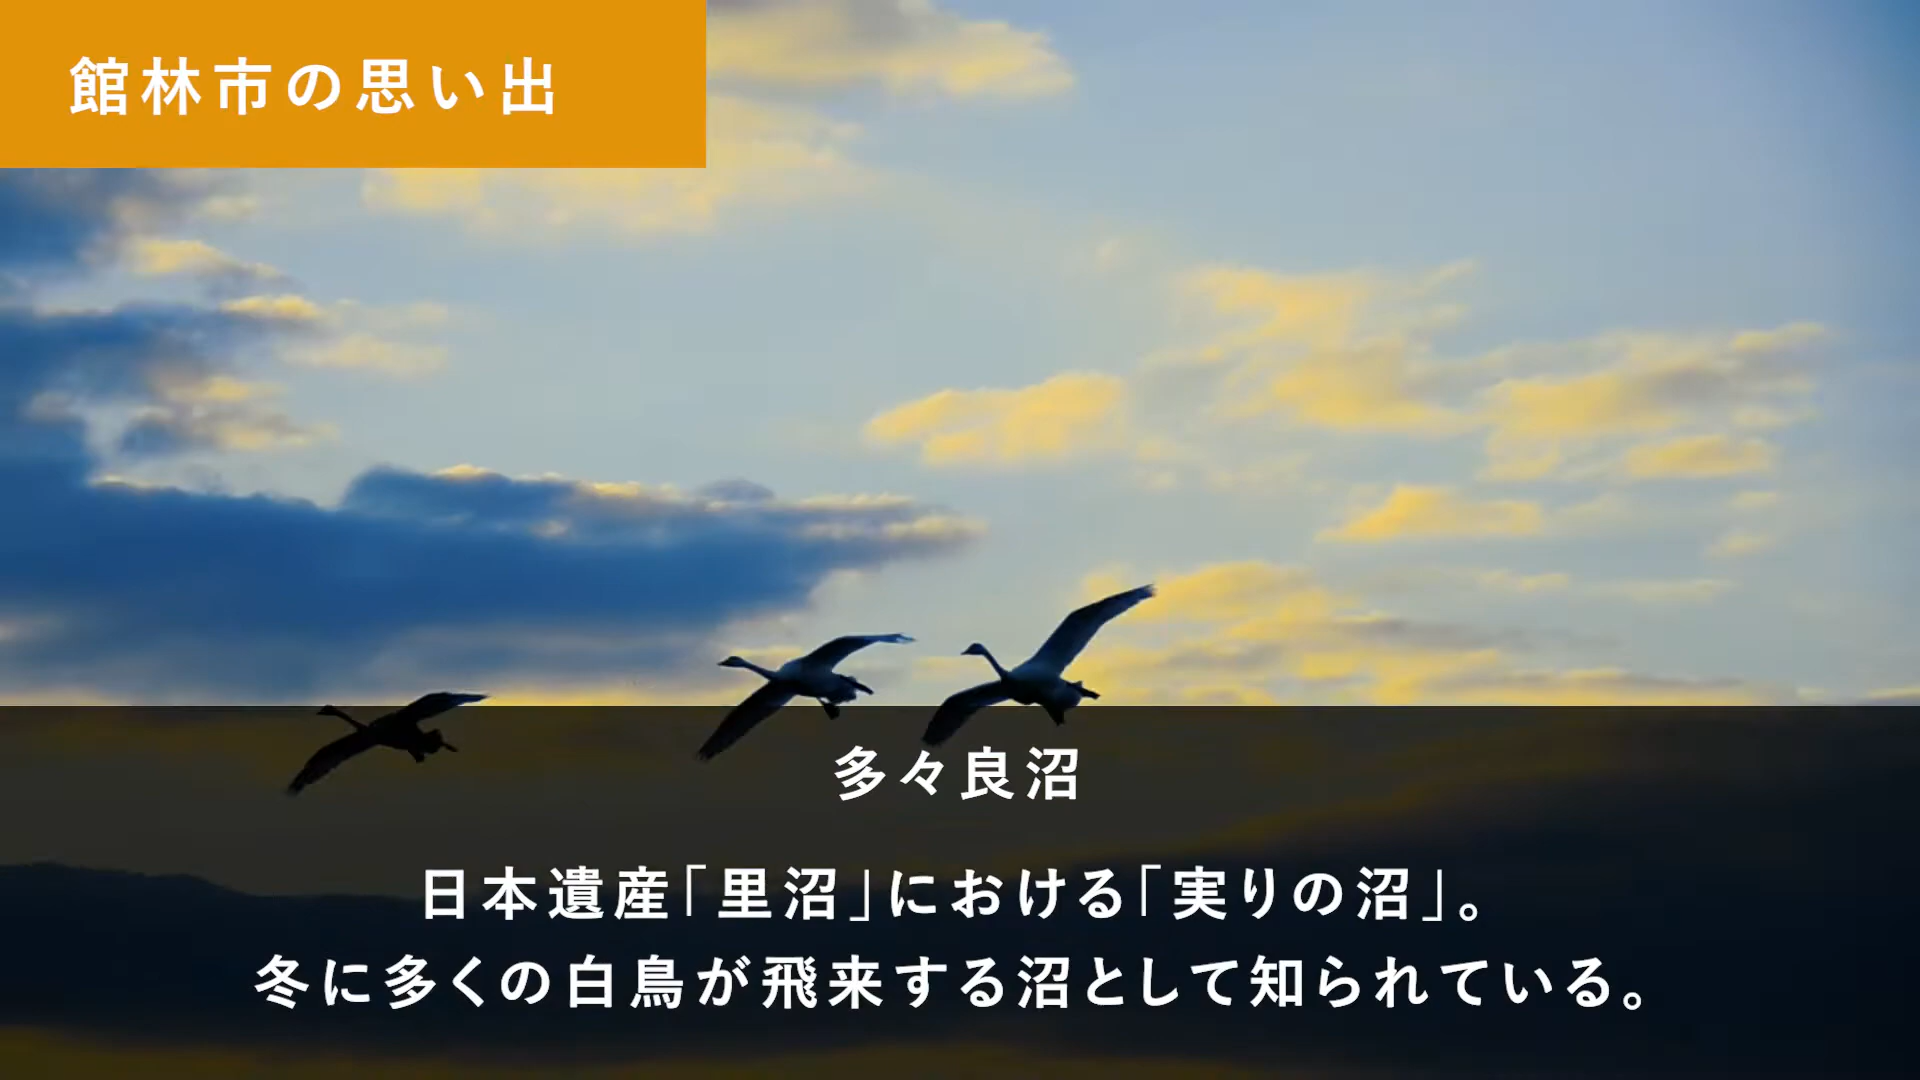 館林市の思い出
多々良沼
日本遺産「里沼」における「実りの沼」。
冬に多くの白鳥が飛来する沼として知られている。